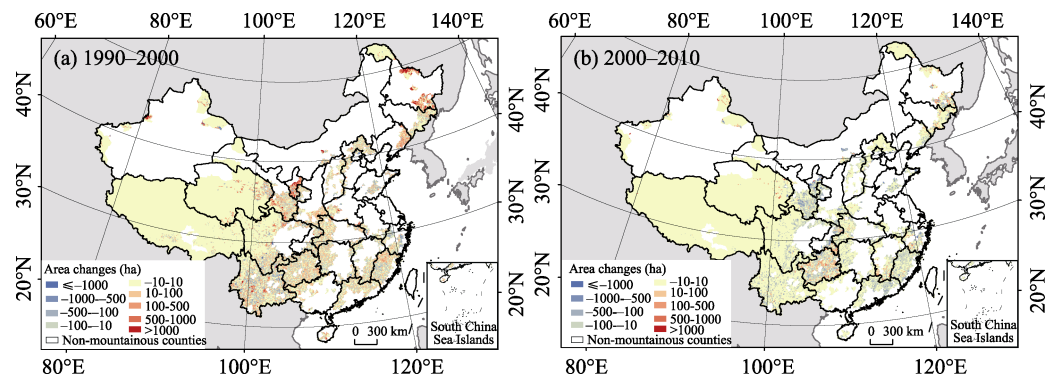 60°E 80°E 100°E 120°E 140°E
60°E 80°E 100°E 120°E 140°E
(a) 1990–2000
(b) 2000–2010
40°N
40°N
40°N
40°N
30°N
30°N
30°N
30°N
20°N
20°N
20°N
20°N
Area changes (ha)
≤–1000
–1000–-500
–500–-100
–100–-10
–10-10
10-100
100-500
500-1000
>1000
Non-mountainous counties
0 300 km
South China
Sea Islands
Area changes (ha)
≤–1000
–1000–-500
–500–-100
–100–-10
–10-10
10-100
100-500
500-1000
>1000
Non-mountainous counties
0 300 km
South China
Sea Islands
80°E 100°E 120°E
80°E 100°E 120°E